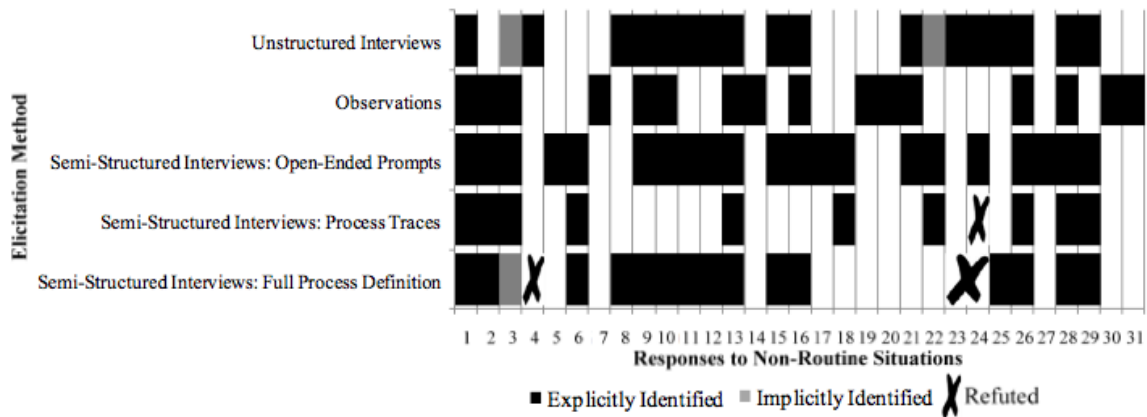 Elicitation Method
Unstructured Interviews
Observations
Semi-Structured Interviews: Open-Ended Prompts
Semi-Structured Interviews: Process Traces
Semi-Structured Interviews: Full Process Definition
1 2 3 4 5 6 7 8 9 10 11 12 13 14 15 16 17 18 19 20 21 22 23 24 25 26 27 28 29 30 31
Responses to Non-Routine Situations
Explicitly Identified Implicitly Identified Refuted